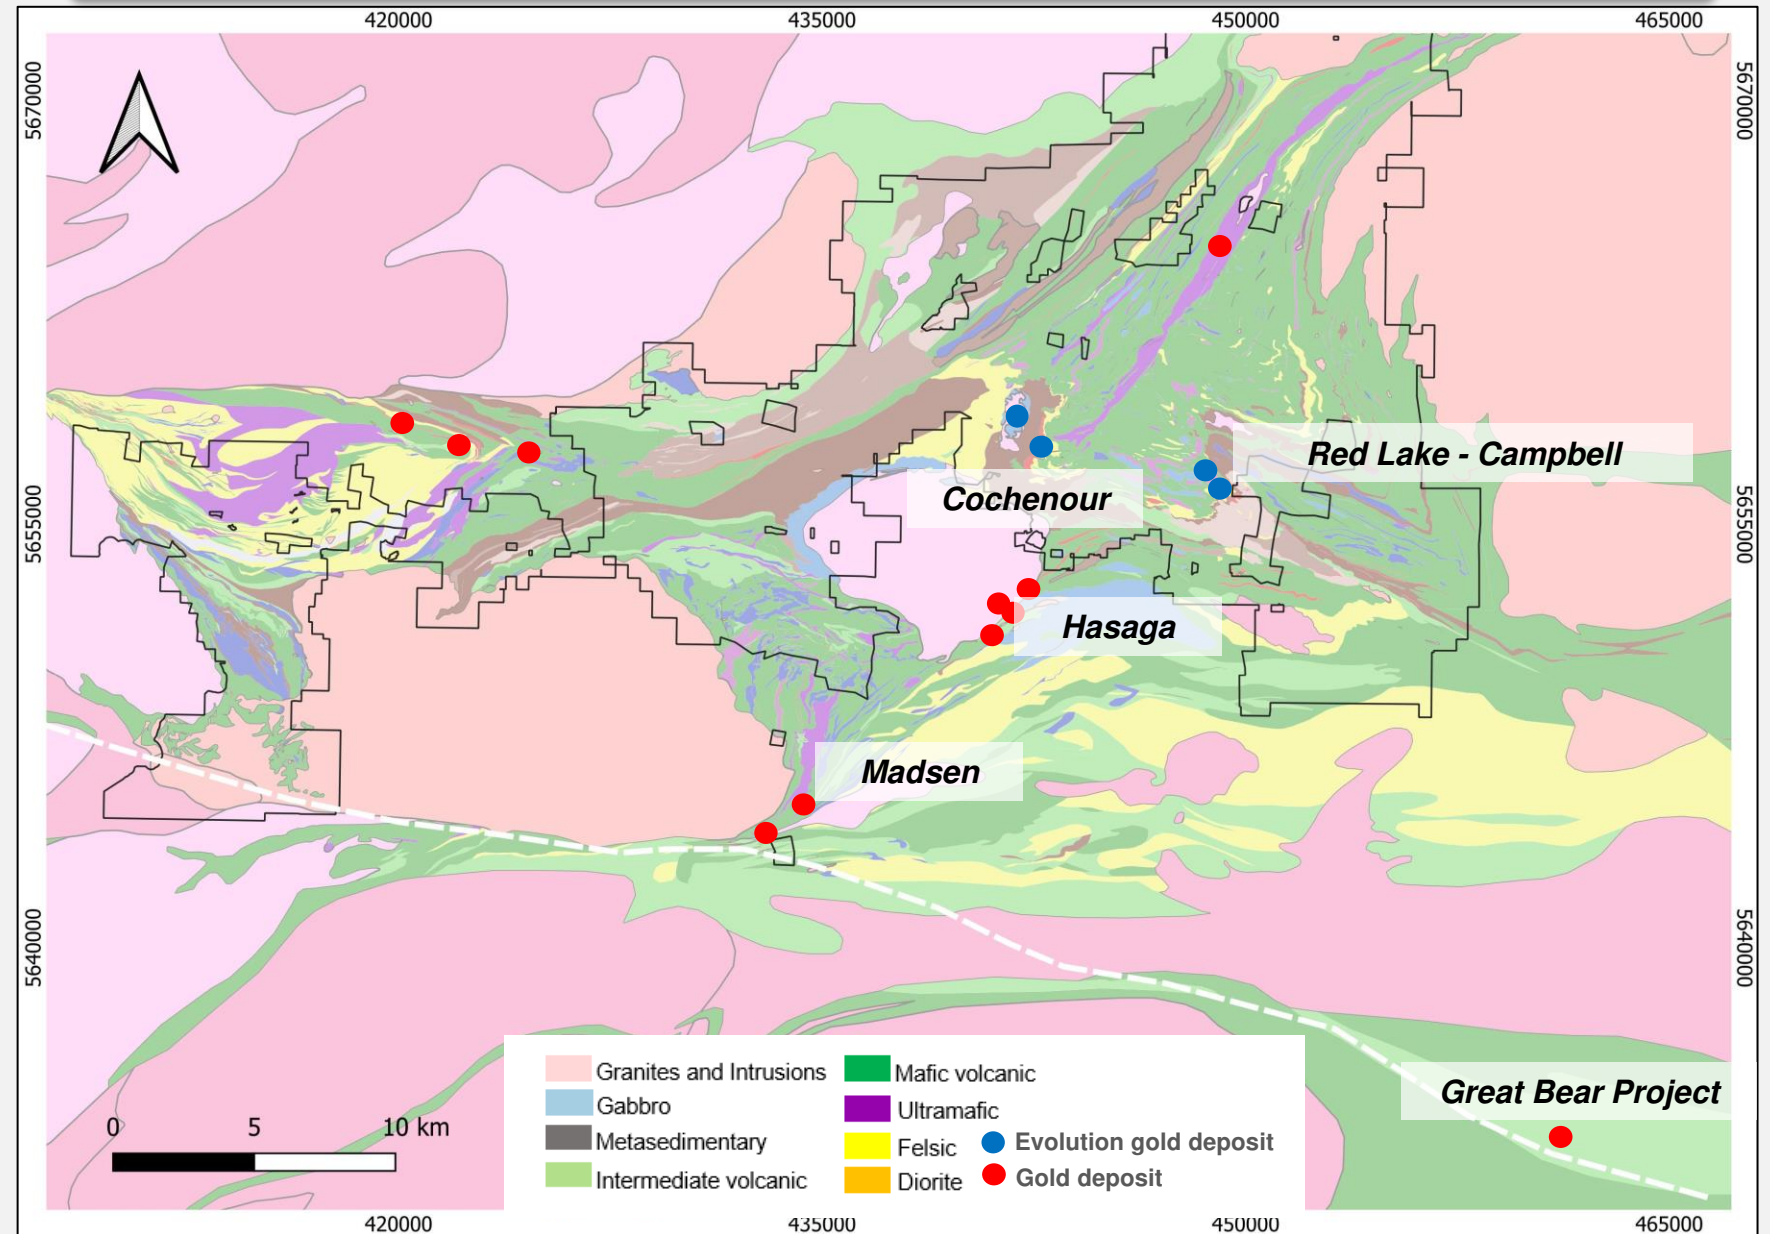 420000 435000 450000 465000
5670000 5670000
Red Lake - Campbell
Cochenour
5655000 5655000
Hasaga
Madsen
5640000 5640000
Great Bear Project
0 5 10 km
Granites and Intrusions
Gabbro
Metasedimentary
Intermediate volcanic
Mafic volcanic
Ultramafic
Felsic
Diorite
Evolution gold deposit
Gold deposit
420000 435000 450000 465000